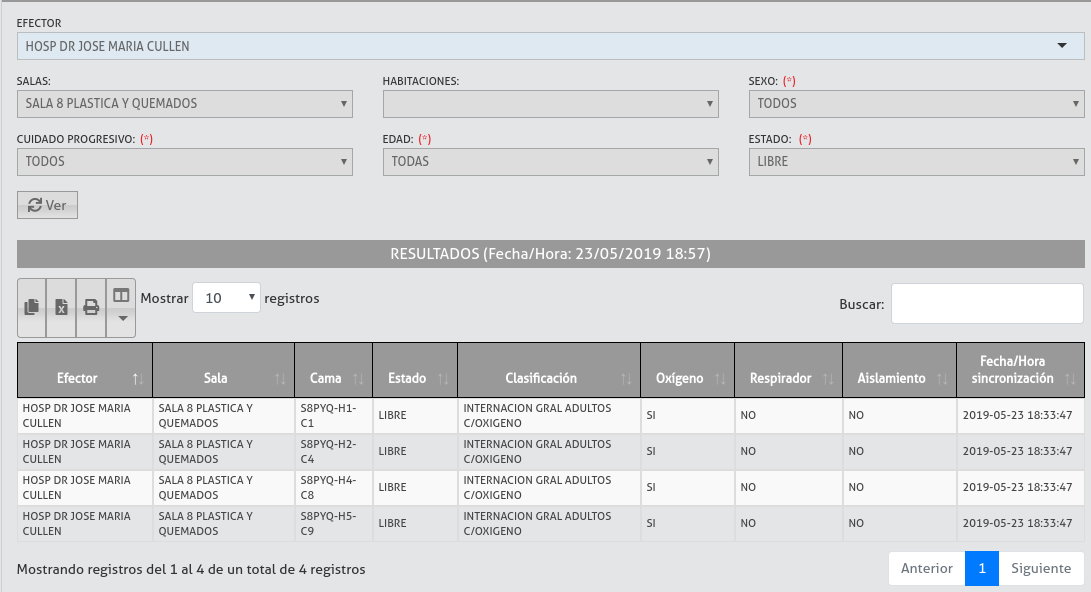 EFECTOR
HOSP DR JOSE MARIA CULLEN
SALAS: HABITACIONES: SEXO: (*)
SALA 8 PLASTICA Y QUEMADOS TODOS
CUIDADO PROGRESIVO: (*) EDAD: (*) ESTADO: (*)
TODOS TODAS LIBRE
Ver
RESULTADOS (Fecha/Hora: 23/05/2019 18:57)
Mostrar 10 registros
Buscar:
Efector Sala Cama Estado Clasificación Oxígeno Respirador Aislamiento Fecha/Hora sincronización
HOSP DR JOSE MARIA CULLEN SALA 8 PLASTICA Y QUEMADOS S8PYQ-H1-C1 LIBRE INTERNACION GRAL ADULTOS C/OXIGENO SI NO NO 2019-05-23 18:33:47
HOSP DR JOSE MARIA CULLEN SALA 8 PLASTICA Y QUEMADOS S8PYQ-H2-C4 LIBRE INTERNACION GRAL ADULTOS C/OXIGENO SI NO NO 2019-05-23 18:33:47
HOSP DR JOSE MARIA CULLEN SALA 8 PLASTICA Y QUEMADOS S8PYQ-H4-C8 LIBRE INTERNACION GRAL ADULTOS C/OXIGENO SI NO NO 2019-05-23 18:33:47
HOSP DR JOSE MARIA CULLEN SALA 8 PLASTICA Y QUEMADOS S8PYQ-H5-C9 LIBRE INTERNACION GRAL ADULTOS C/OXIGENO SI NO NO 2019-05-23 18:33:47
Mostrando registros del 1 al 4 de un total de 4 registros
Anterior 1 Siguiente